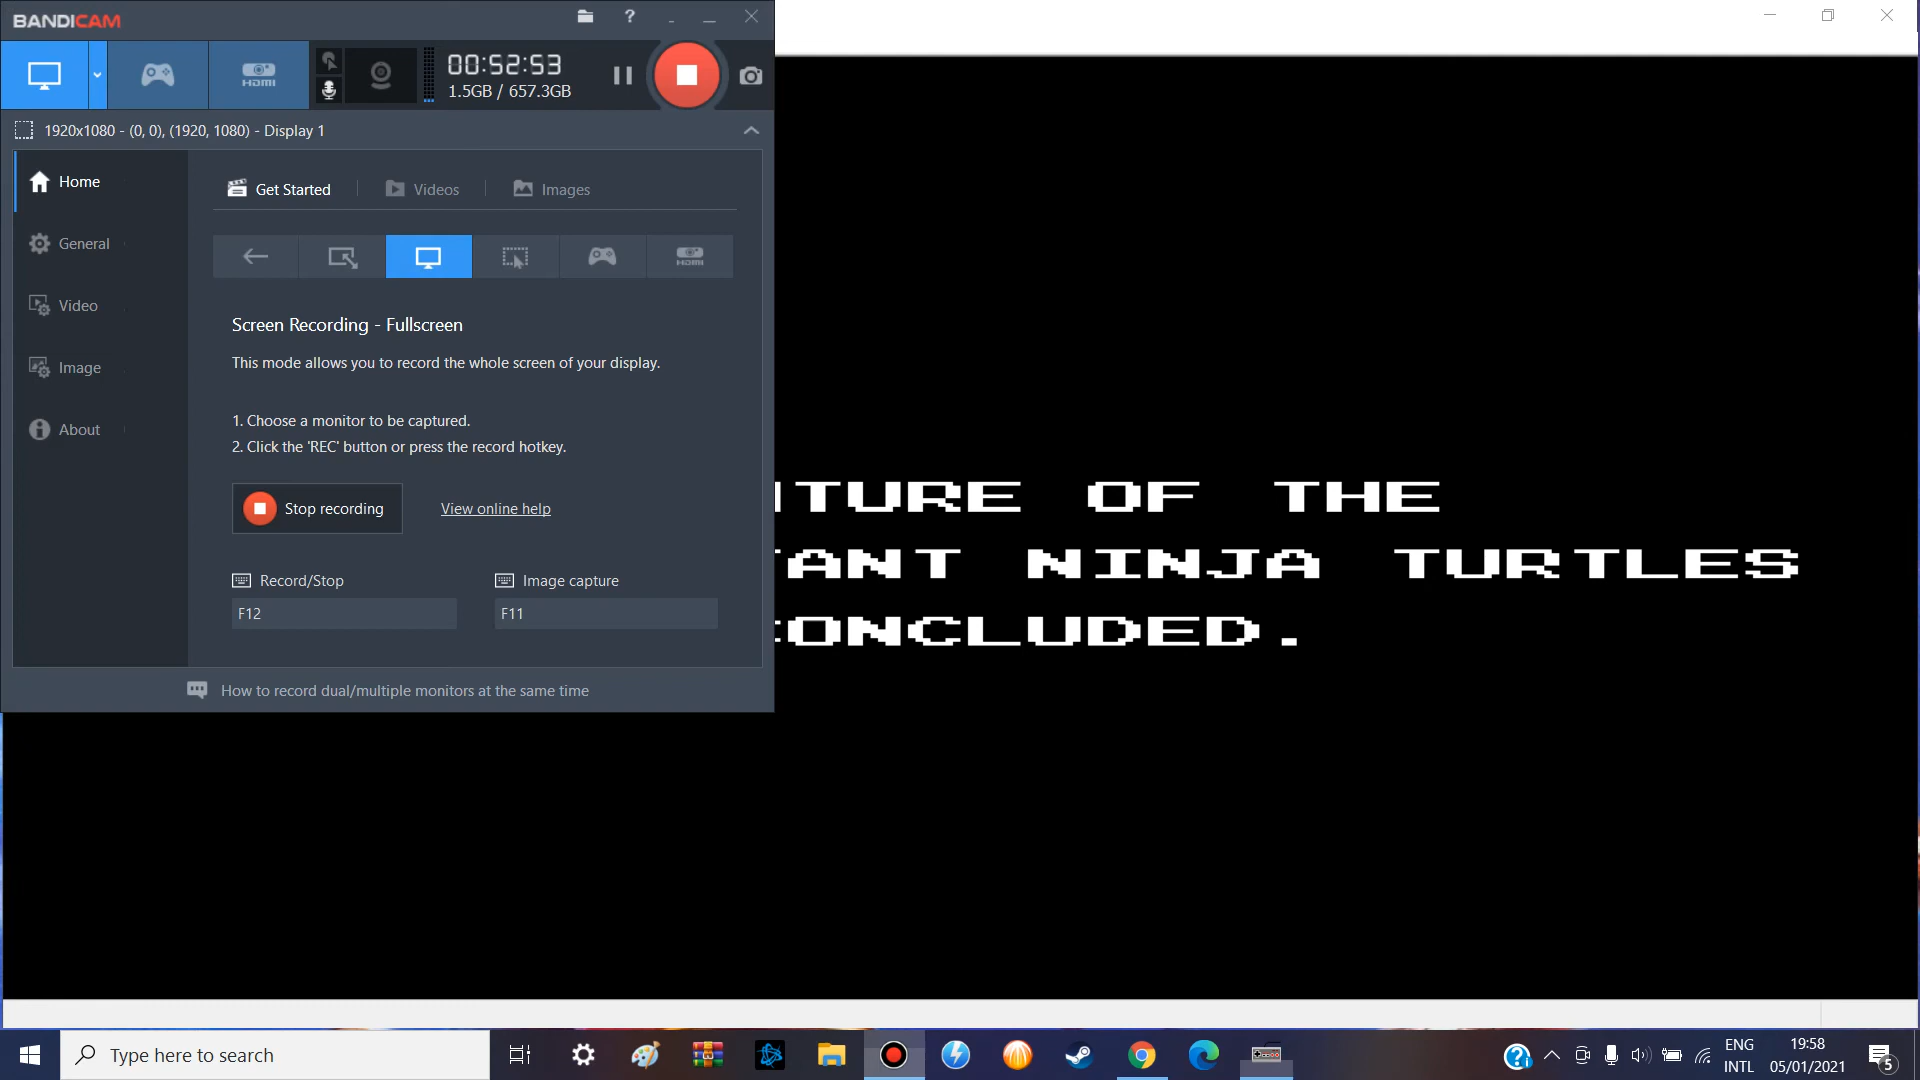 BANDICAM
00:52:53
1.5GB / 657.3GB
HDMI
1920x1080 - (0, 0), (1920, 1080) - Display 1
Home
General
Video
Image
About
Get Started
Videos
Images
HDMI
Screen Recording - Fullscreen
This mode allows you to record the whole screen of your display.
1. Choose a monitor to be captured.
2. Click the 'REC' button or press the record hotkey.
Stop recording
View online help
Record/Stop
Image capture
F12
F11
How to record dual/multiple monitors at the same time
TURE OF THE
TANT NINJA TURTLES
ONCLUDED.
Type here to search
ENG
INTL
19:58
05/01/2021
5